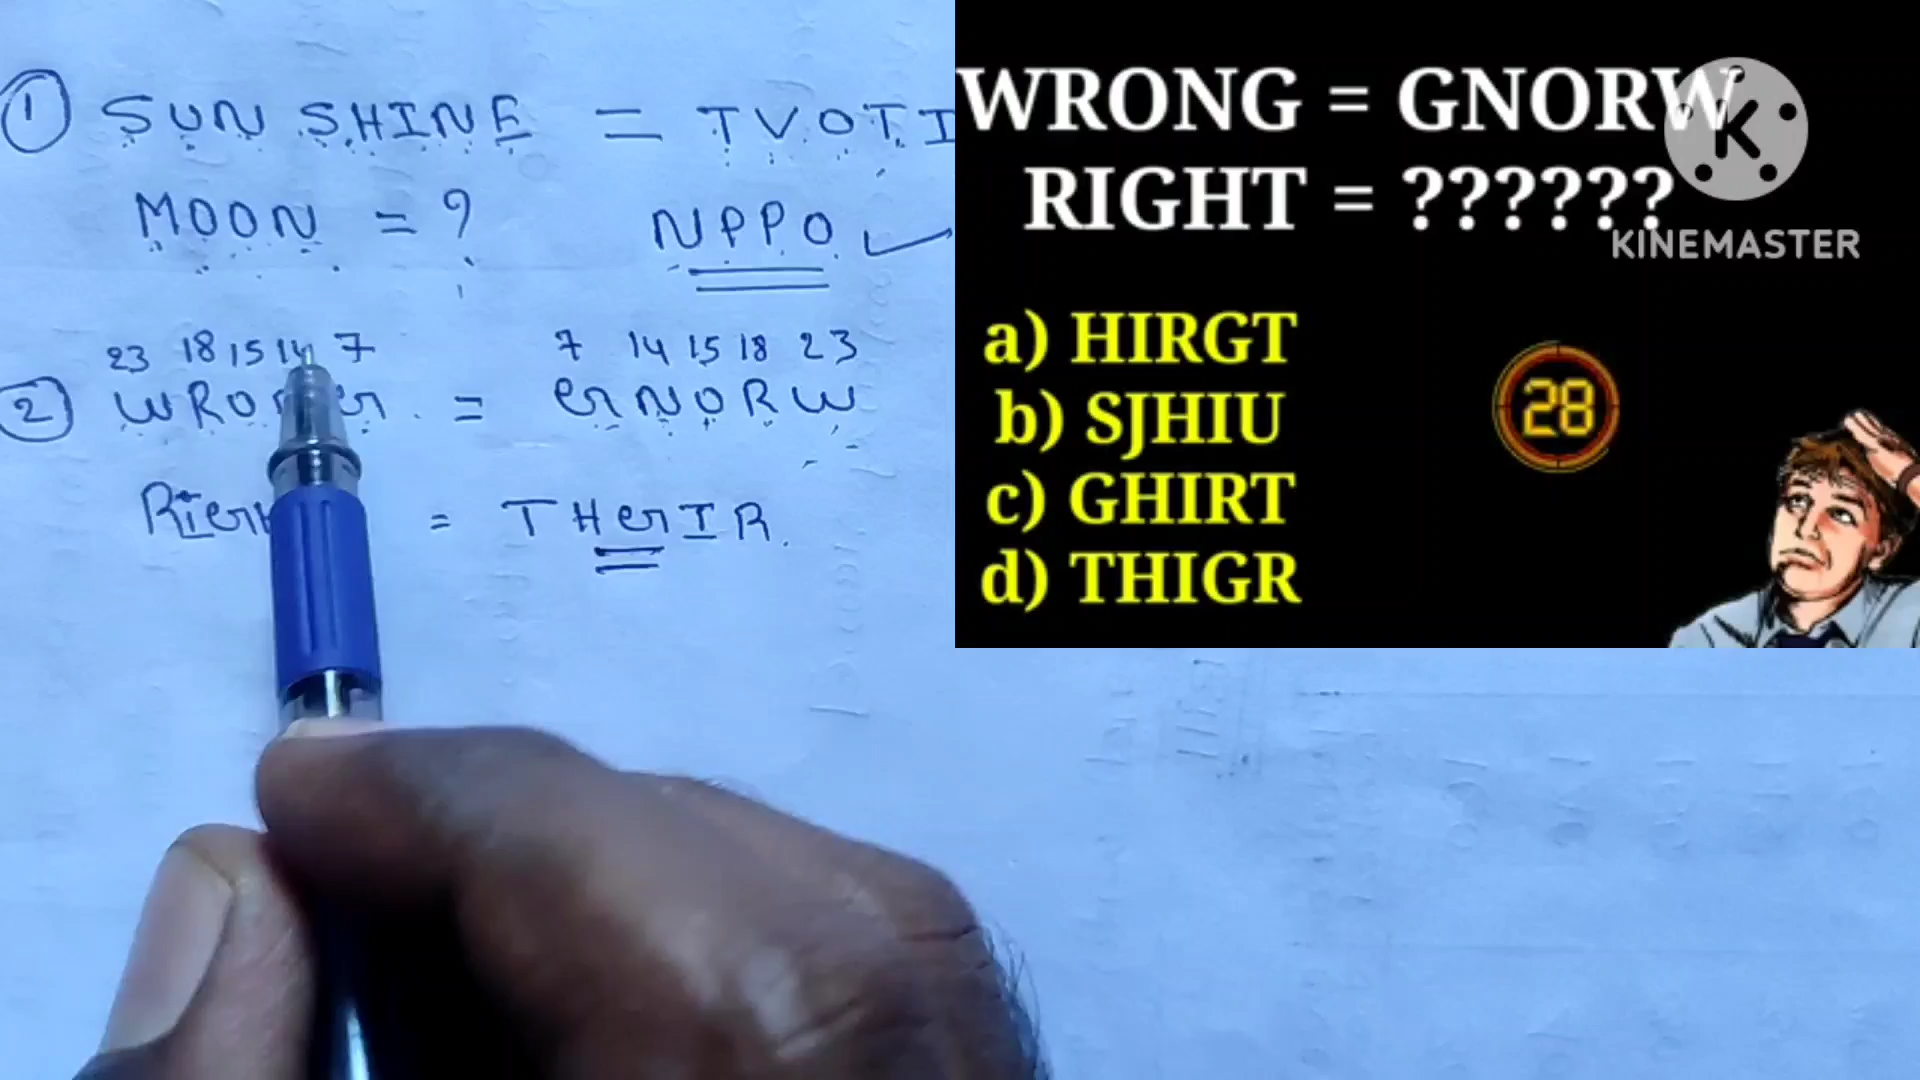 1 SUN SHINE = TVOTI
MOON = ? NPPO
23 18 15 14 7 7 14 15 18 23
2 = GNORW
= THGIR.
WRONG = GNORW
RIGHT = ??????
K
KINEMASTER
a) HIRGT
b) SJHIU
c) GHIRT
d) THIGR
28